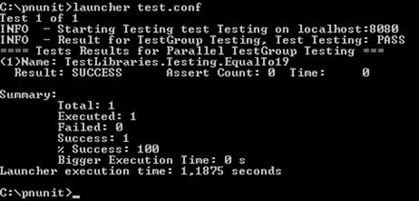 C:\pnunit>launcher test.conf
Test 1 of 1
INFO  - Starting Testing test Testing on localhost:8080
INFO  - Result for TestGroup Testing, Test Testing: PASS
==== Tests Results for Parallel TestGroup Testing ===
(1)Name: TestLibraries.Testing.EqualTo19
Result: SUCCESS     Assert Count: 0  Time:     0
Summary:
Total: 1
Executed: 1
Failed: 0
Success: 1
% Success: 100
Bigger Execution Time: 0 s
Launcher execution time: 1,1875 seconds
C:\pnunit>_